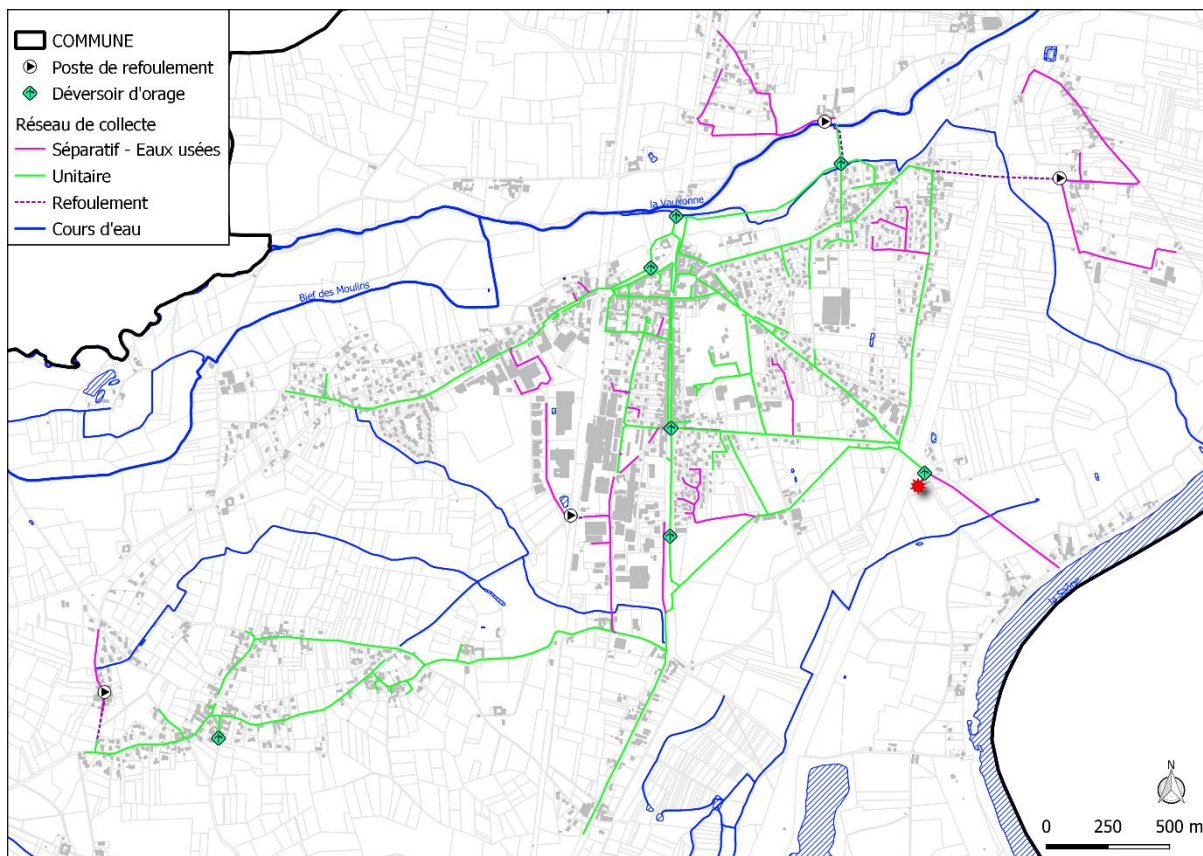 COMMUNE
Poste de refoulement
Déversoir d'orage
Réseau de collecte
Séparatif - Eaux usées
Unitaire
Refoulement
Cours d'eau
la Vauxonne
Bief des Moulins
la Saône
N
0 250 500 m